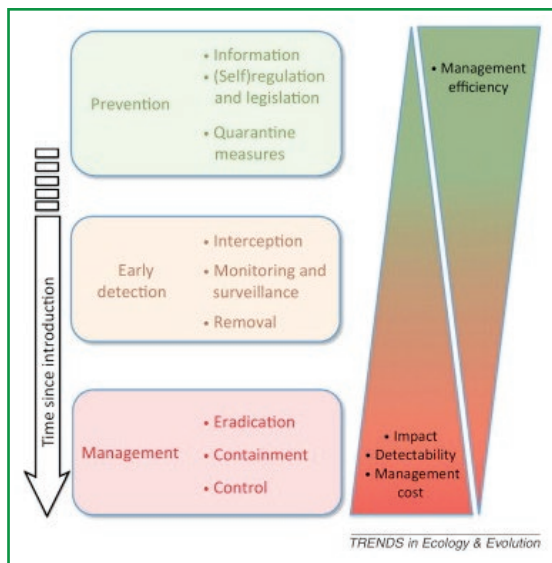 Prevention
• Information
• (Self)regulation
and legislation
• Quarantine
measures
Early
detection
• Interception
• Monitoring and
surveillance
• Removal
Management
• Eradication
• Containment
• Control
Time since introduction
• Management
efficiency
• Impact
• Detectability
• Management
cost
TRENDS in Ecology & Evolution